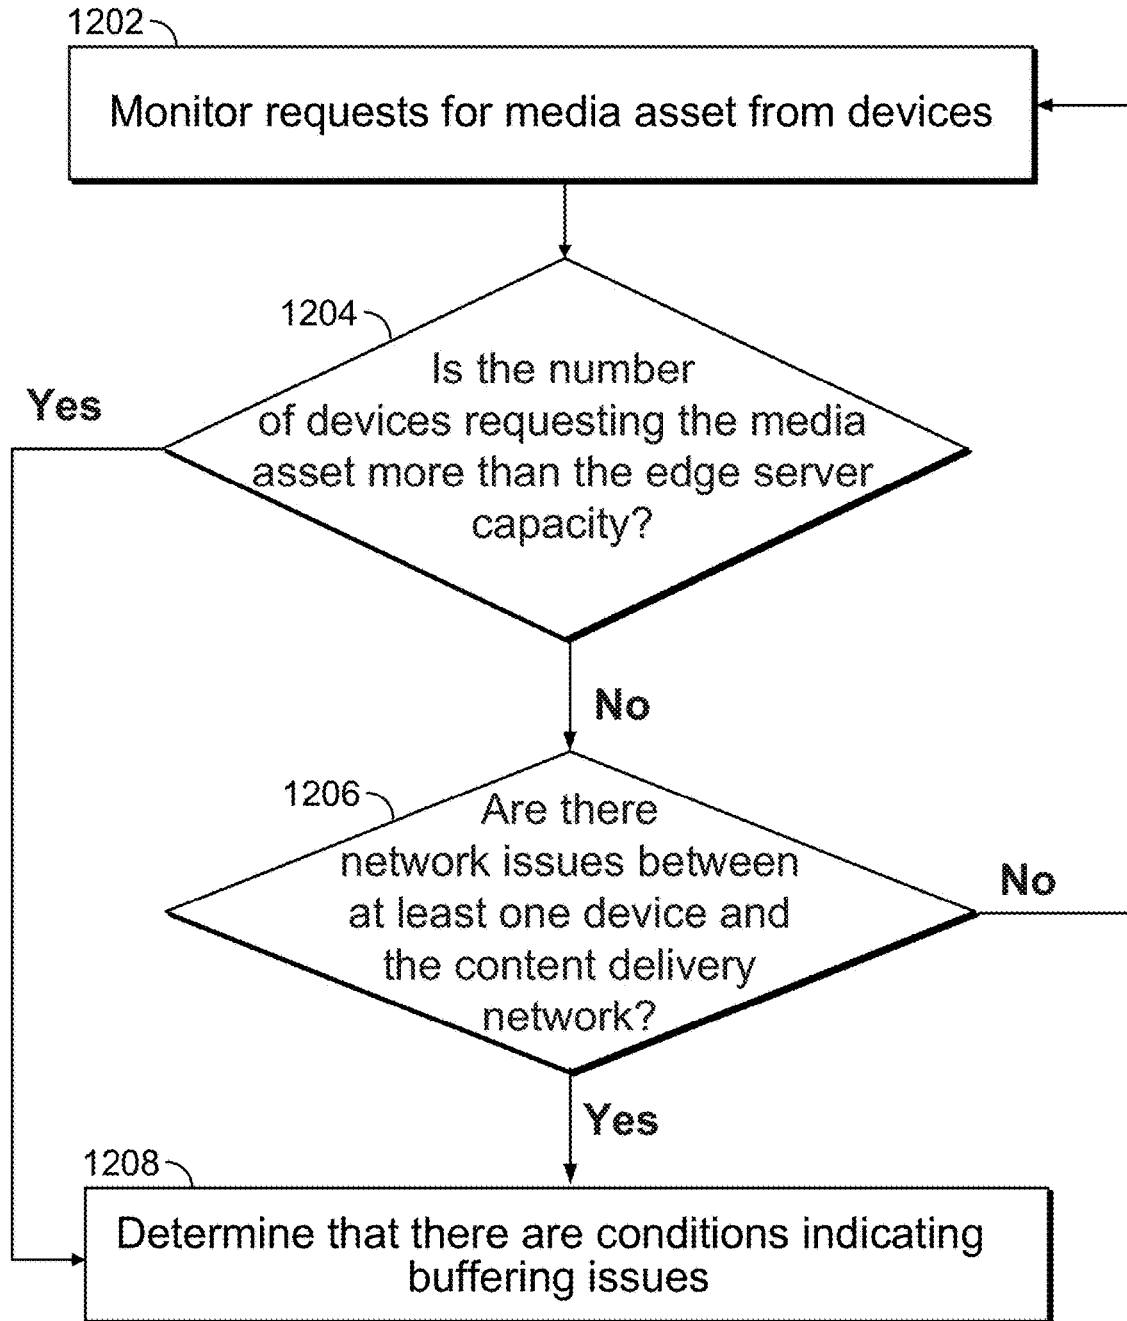 1202
Monitor requests for media asset from devices
1204
Is the number
of devices requesting the media
asset more than the edge server
capacity?
Yes
No
1206
Are there
network issues between
at least one device and
the content delivery
network?
No
Yes
1208
Determine that there are conditions indicating
buffering issues